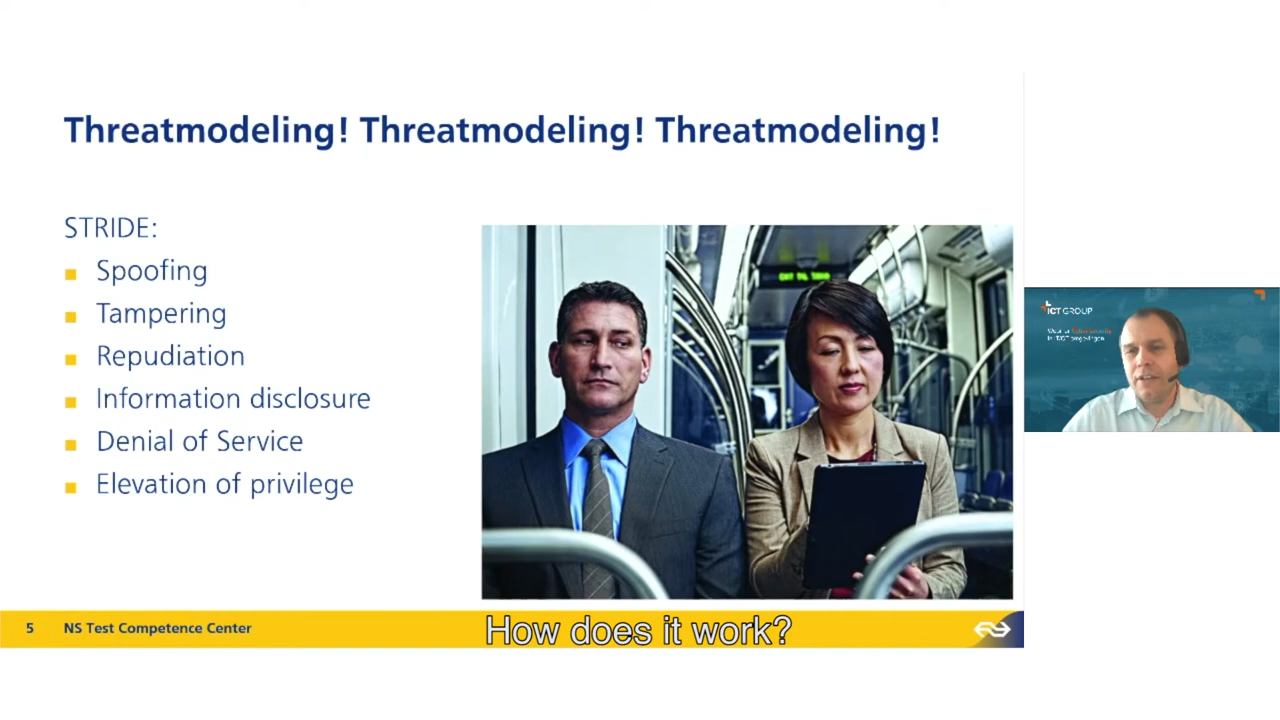 Threatmodeling! Threatmodeling! Threatmodeling!
STRIDE:
Spoofing
Tampering
Repudiation
Information disclosure
Denial of Service
Elevation of privilege
ICT GROUP
5 NS Test Competence Center
How does it work?